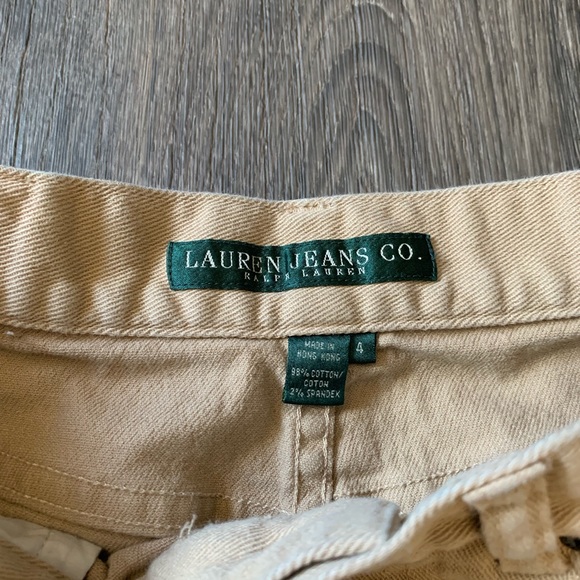 LAUREN JEANS CO.
RALPH LAUREN
MADE IN
HONG KONG
4
98% COTTON/
COTON
2% SPANDEX